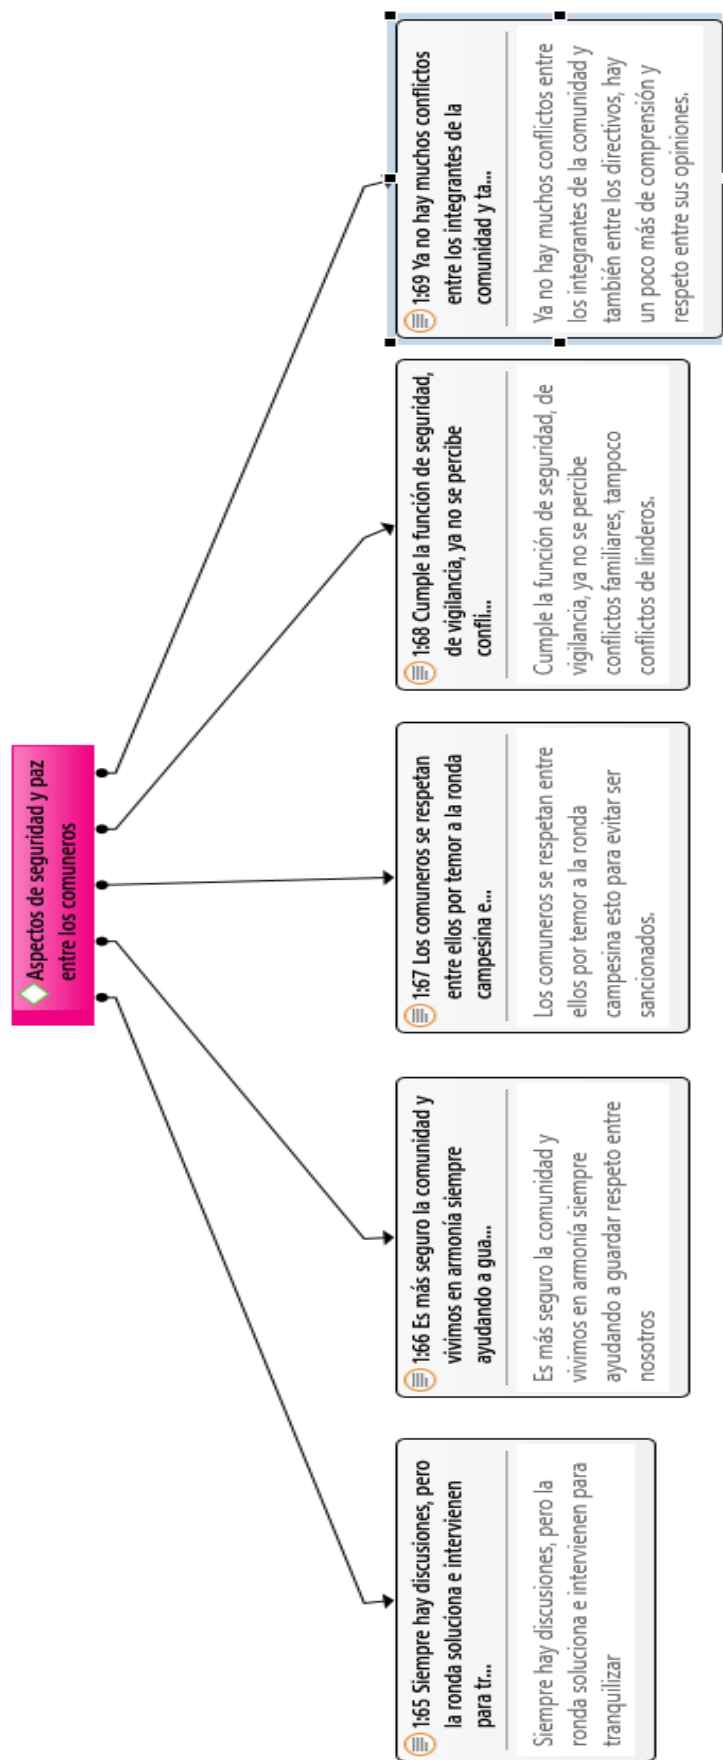 Aspectos de seguridad y paz
entre los comuneros
1:65 Siempre hay discusiones, pero
la ronda soluciona e intervienen
para tr...
Siempre hay discusiones, pero la
ronda soluciona e intervienen para
tranquilizar
1:66 Es más seguro la comunidad y
vivimos en armonía siempre
ayudando a gua...
Es más seguro la comunidad y
vivimos en armonía siempre
ayudando a guardar respeto entre
nosotros
1:67 Los comuneros se respetan
entre ellos por temor a la ronda
campesina e...
Los comuneros se respetan entre
ellos por temor a la ronda
campesina esto para evitar ser
sancionados.
1:68 Cumple la función de seguridad,
de vigilancia, ya no se percibe
confli...
Cumple la función de seguridad, de
vigilancia, ya no se percibe
conflictos familiares, tampoco
conflictos de linderos.
1:69 Ya no hay muchos conflictos
entre los integrantes de la
comunidad y ta...
Ya no hay muchos conflictos entre
los integrantes de la comunidad y
también entre los directivos, hay
un poco más de comprensión y
respeto entre sus opiniones.